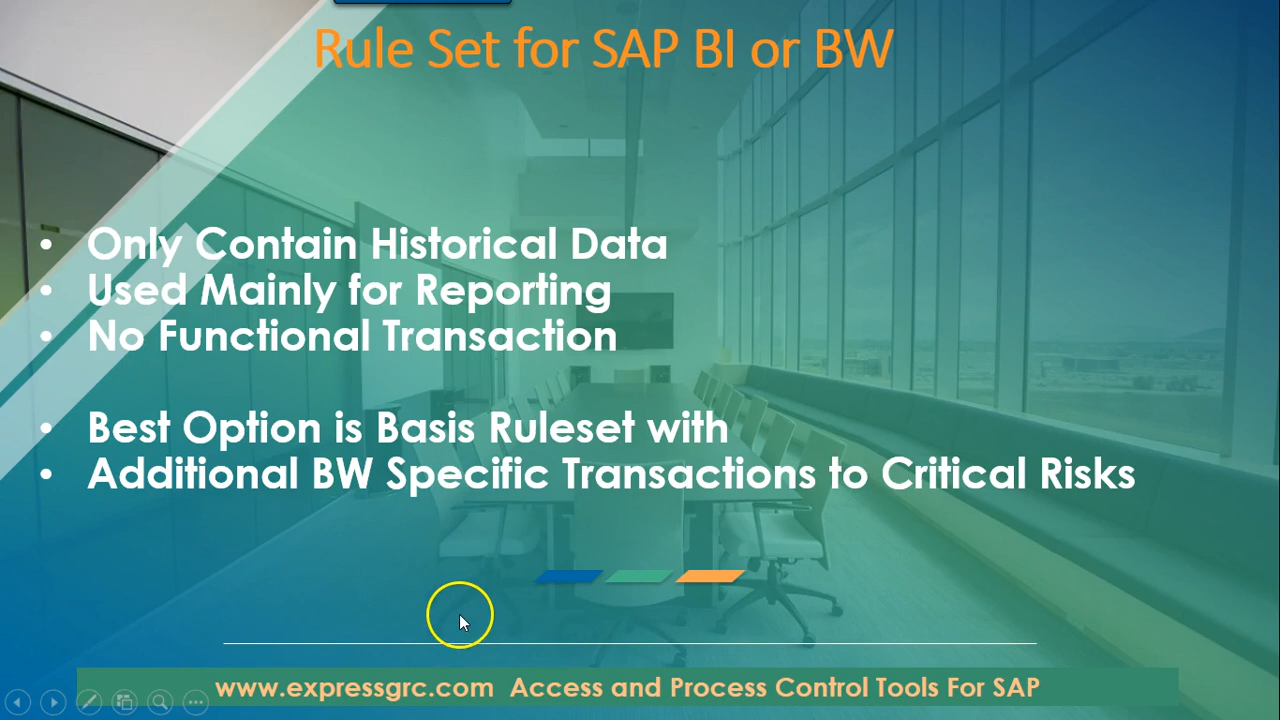 Rule Set for SAP BI or BW
• Only Contain Historical Data
• Used Mainly for Reporting
• No Functional Transaction
• Best Option is Basis Ruleset with
• Additional BW Specific Transactions to Critical Risks
www.expressgrc.com Access and Process Control Tools For SAP